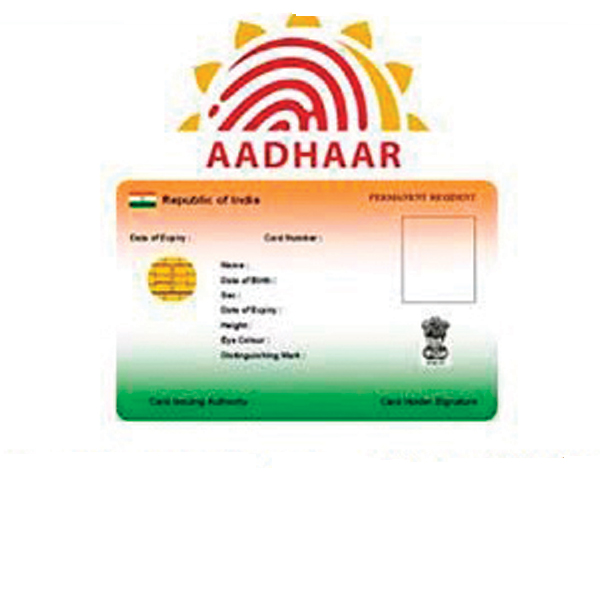 AADHAAR
Republic of India PERMANENT RESIDENT
Date of Expiry : Card Number :
Name :
Date of Birth :
Sex :
Date of Expiry :
Height :
Eye Colour :
Distinguishing Mark :
Card Issuing Authority Card Holder Signature